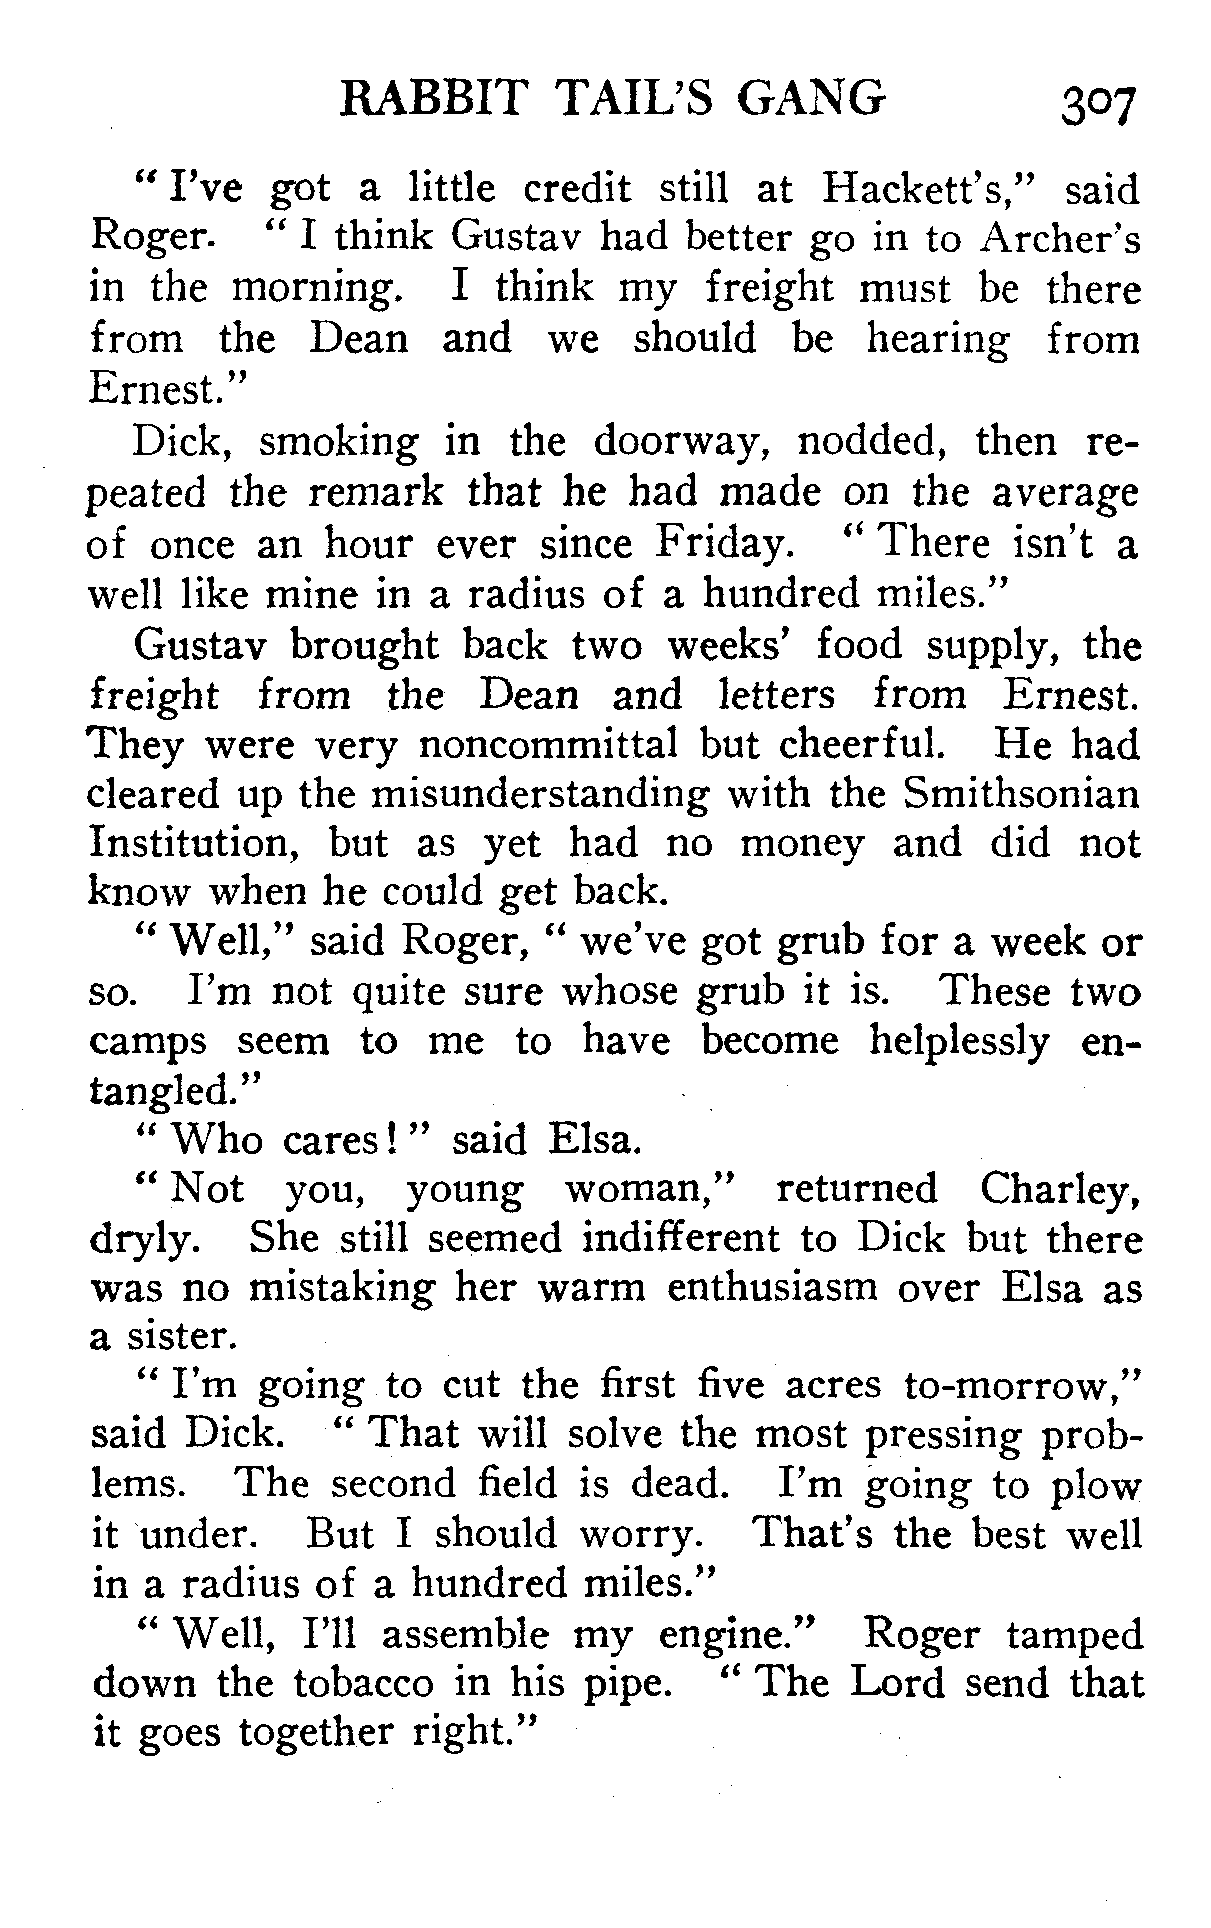 RABBIT TAIL'S GANG 307
" I've got a little credit still at Hackett's," said
Roger. " I think Gustav had better go in to Archer's
in the morning. I think my freight must be there
from the Dean and we should be hearing from
Ernest."
Dick, smoking in the doorway, nodded, then re-
peated the remark that he had made on the average
of once an hour ever since Friday. " There isn't a
well like mine in a radius of a hundred miles."
Gustav brought back two weeks' food supply, the
freight from the Dean and letters from Ernest.
They were very noncommittal but cheerful. He had
cleared up the misunderstanding with the Smithsonian
Institution, but as yet had no money and did not
know when he could get back.
" Well," said Roger, " we've got grub for a week or
so. I'm not quite sure whose grub it is. These two
camps seem to me to have become helplessly en-
tangled."
" Who cares! " said Elsa.
" Not you, young woman," returned Charley,
dryly. She still seemed indifferent to Dick but there
was no mistaking her warm enthusiasm over Elsa as
a sister.
" I'm going to cut the first five acres to-morrow,"
said Dick. " That will solve the most pressing prob-
lems. The second field is dead. I'm going to plow
it under. But I should worry. That's the best well
in a radius of a hundred miles."
" Well, I'll assemble my engine." Roger tamped
down the tobacco in his pipe. " The Lord send that
it goes together right."